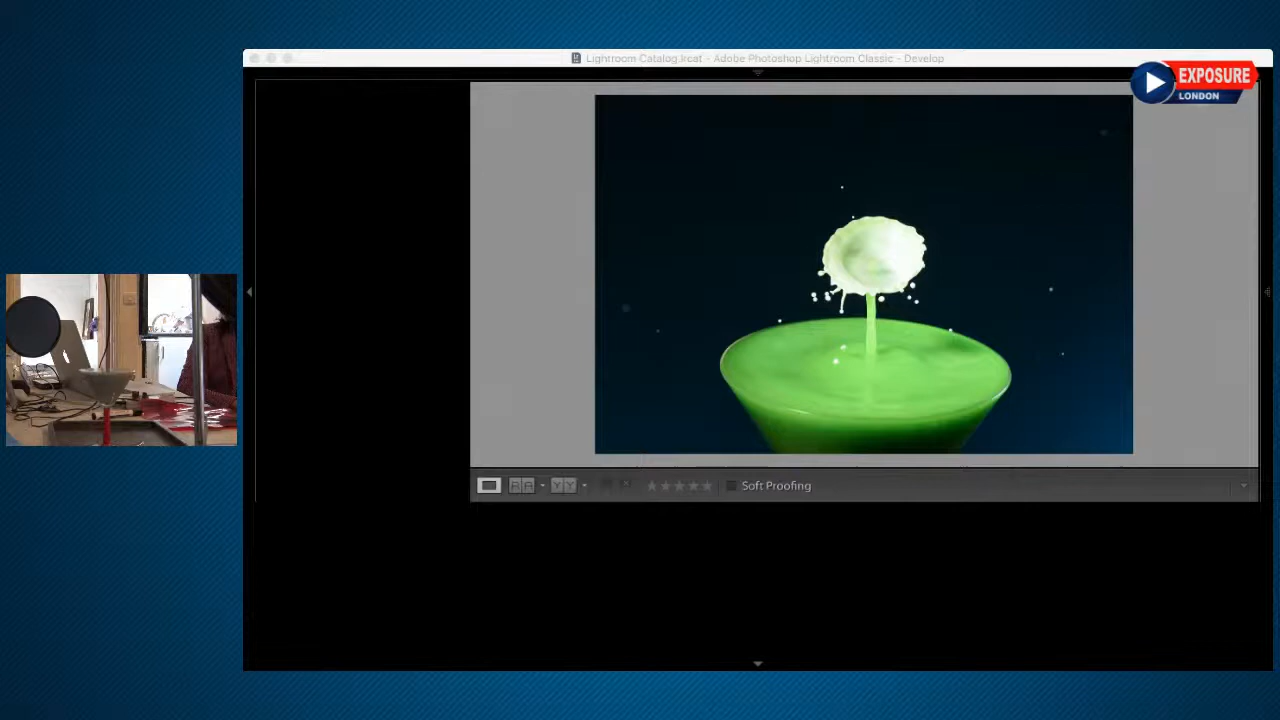 Lightroom Catalog.lrcat - Adobe Photoshop Lightroom Classic - Develop
EXPOSURE
LONDON
Soft Proofing